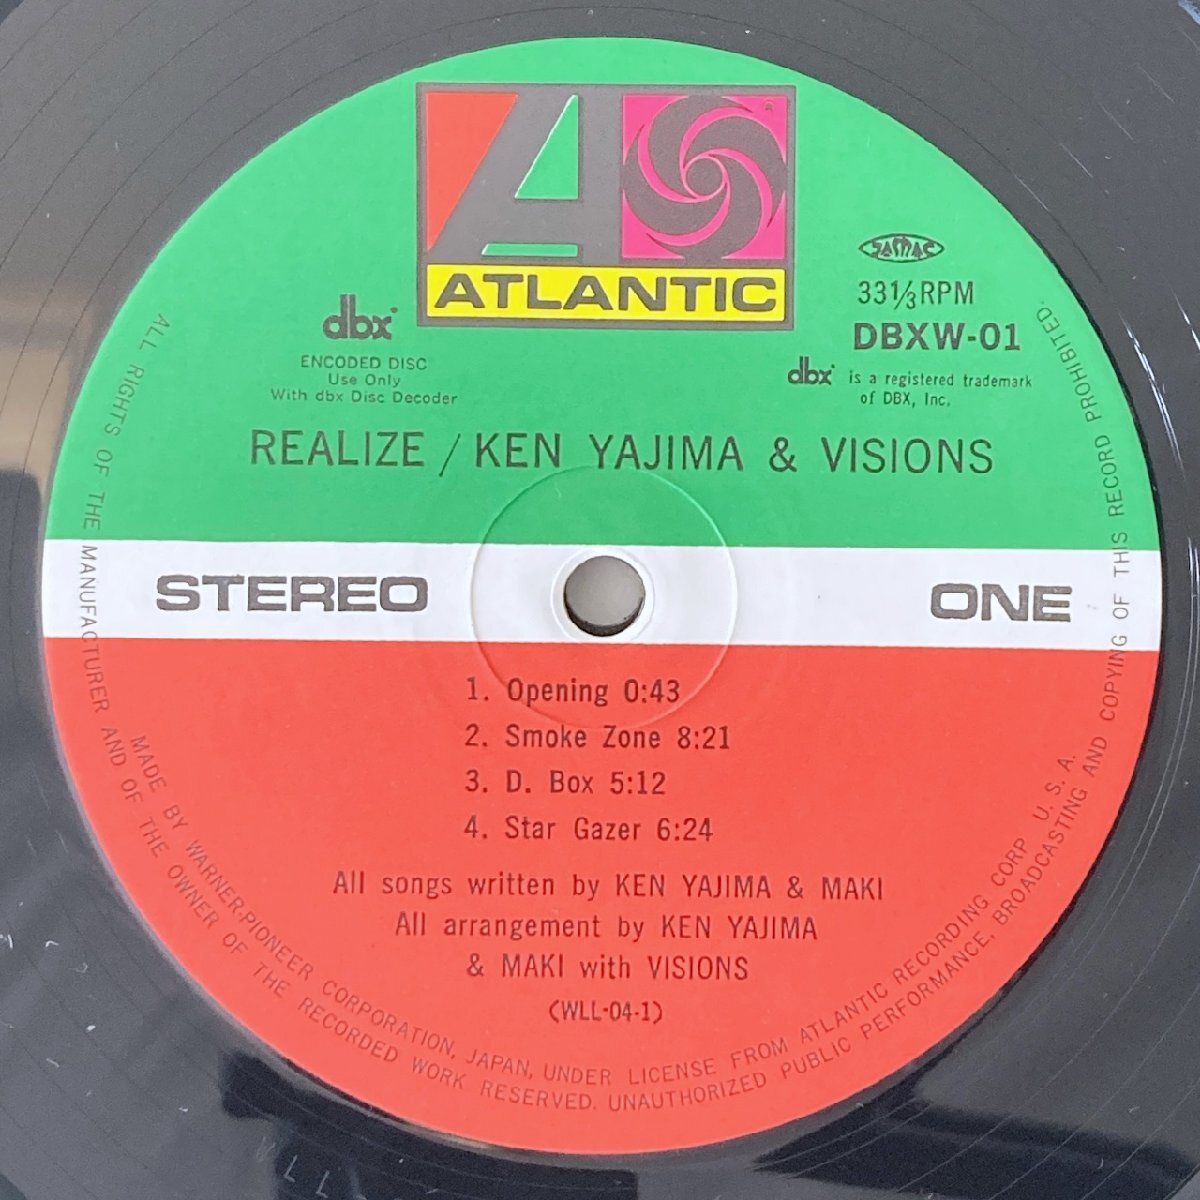 ATLANTIC
®
JASRAC
33⅓RPM
DBXW-01
dbx®
ENCODED DISC
Use Only
With dbx Disc Decoder
dbx® is a registered trademark
of DBX, Inc.
REALIZE / KEN YAJIMA & VISIONS
STEREO
ONE
1. Opening 0:43
2. Smoke Zone 8:21
3. D. Box 5:12
4. Star Gazer 6:24
All songs written by KEN YAJIMA & MAKI
All arrangement by KEN YAJIMA
& MAKI with VISIONS
(WLL-04-1)
MADE BY WARNER-PIONEER CORPORATION, JAPAN, UNDER LICENSE FROM ATLANTIC RECORDING CORP. U. S. A.
ALL RIGHTS OF THE MANUFACTURER AND OF THE OWNER OF THE RECORDED WORK RESERVED. UNAUTHORIZED PUBLIC PERFORMANCE, BROADCASTING AND COPYING OF THIS RECORD PROHIBITED.